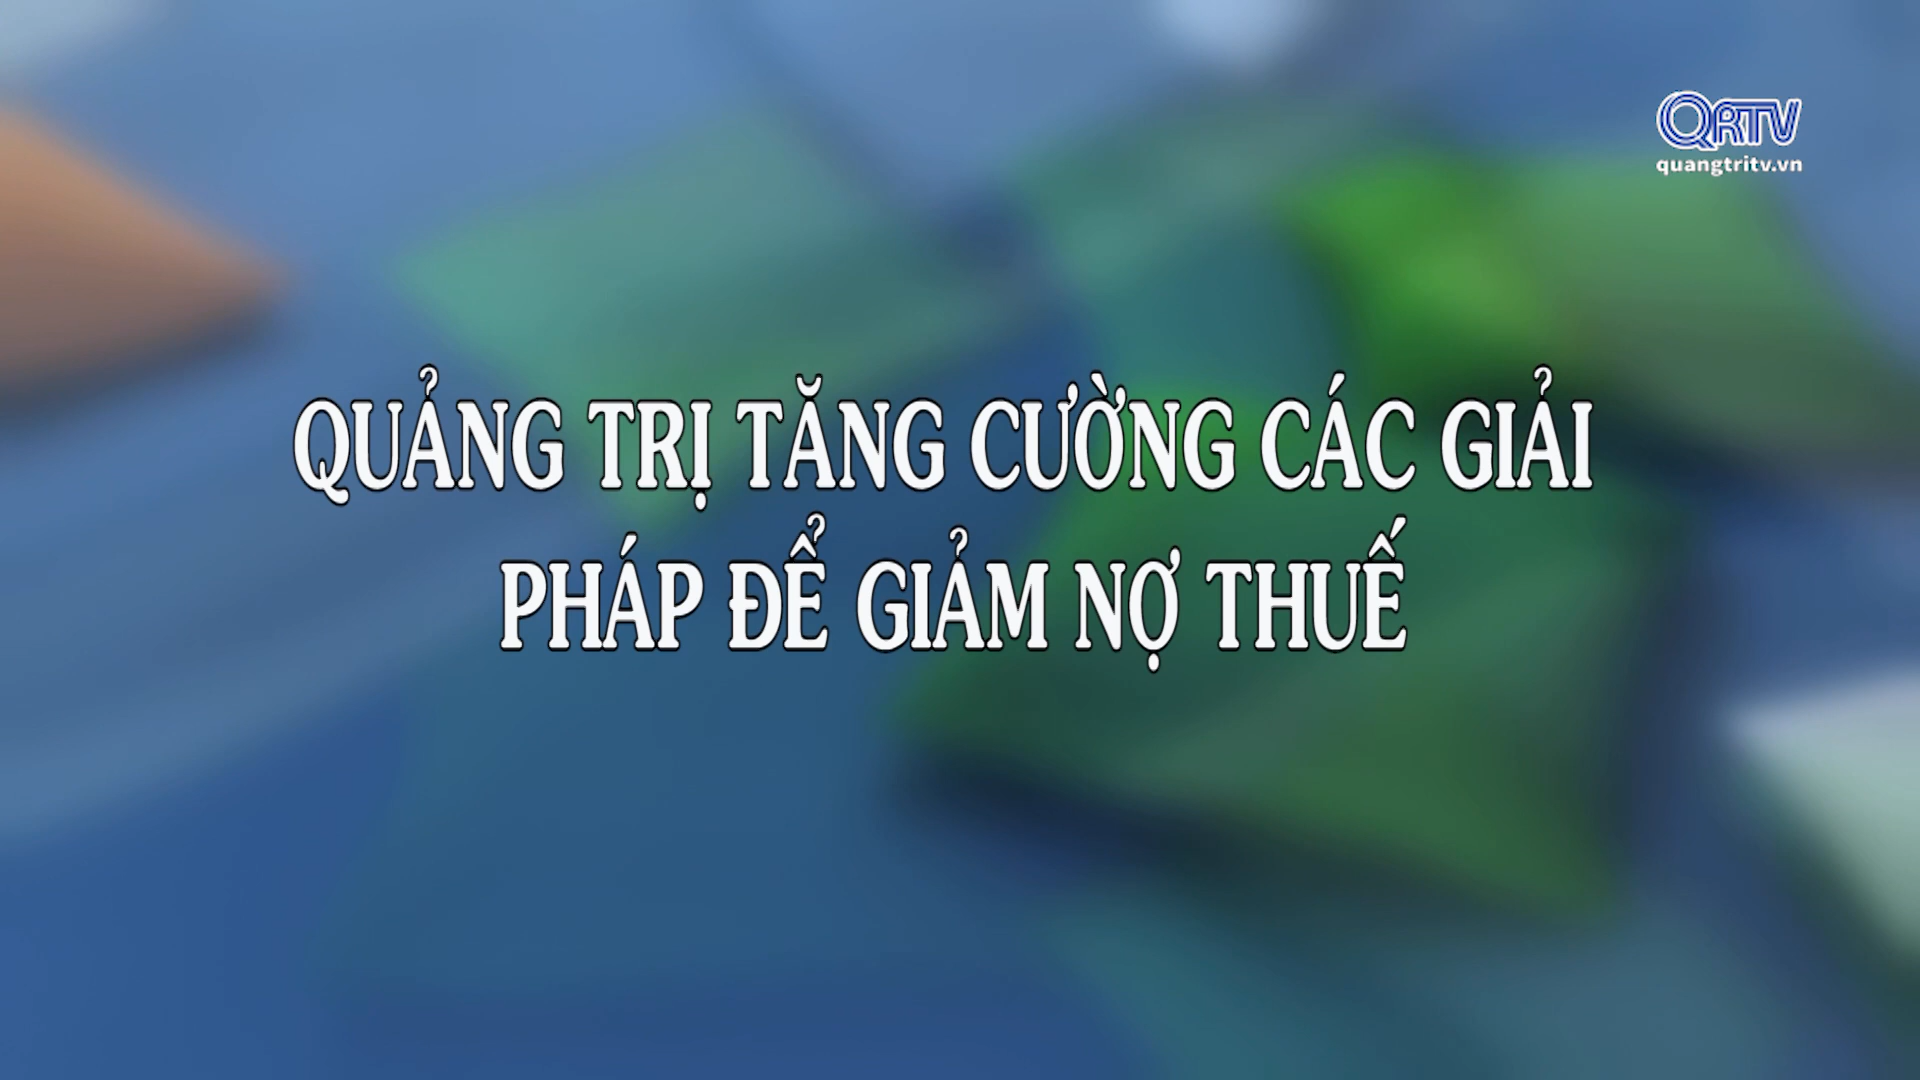 QRTV
quangtritv.vn
QUẢNG TRỊ TĂNG CƯỜNG CÁC GIẢI
PHÁP ĐỂ GIẢM NỢ THUẾ